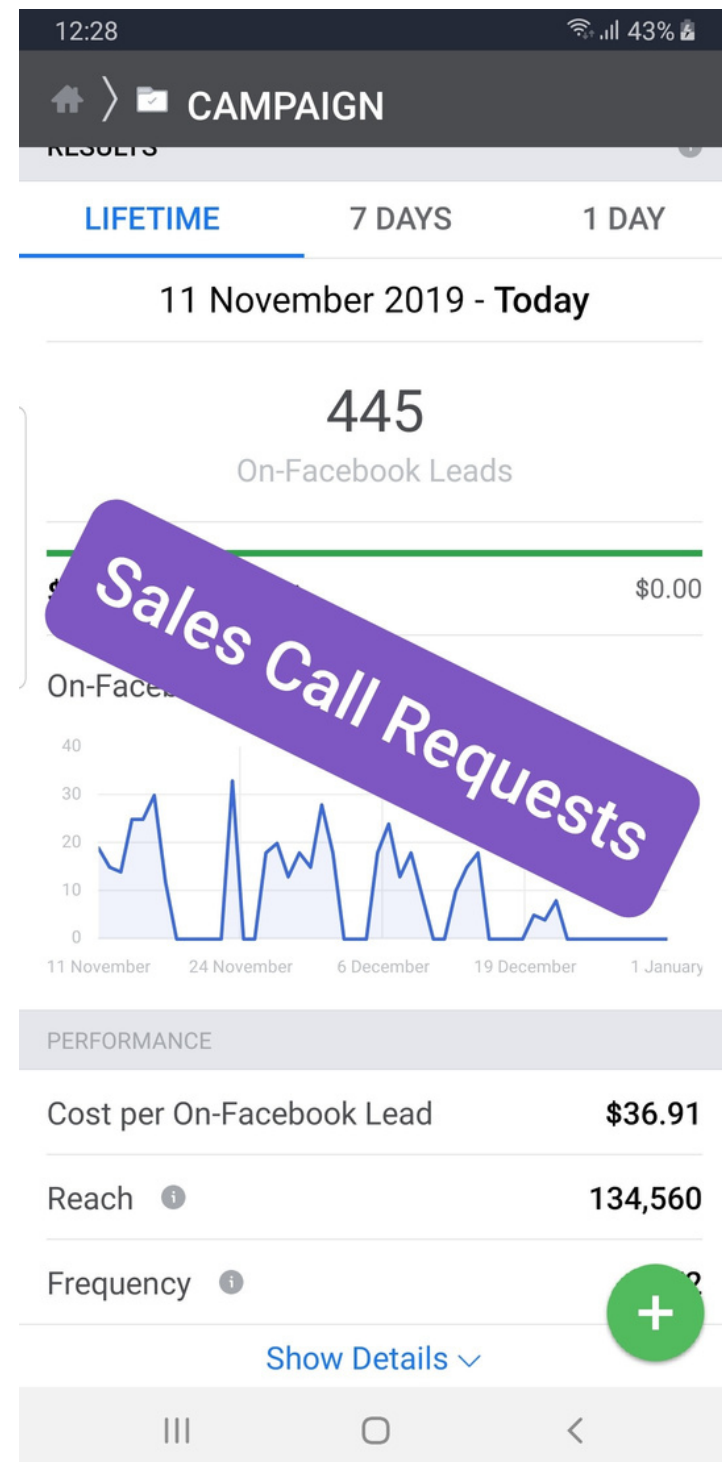 12:28 43%
CAMPAIGN
RESULTS
LIFETIME 7 DAYS 1 DAY
11 November 2019 - Today
445
On-Facebook Leads
$0.00
Sales Call Requests
40
30
20
10
0
11 November 24 November 6 December 19 December 1 January
PERFORMANCE
Cost per On-Facebook Lead $36.91
Reach 134,560
Frequency
Show Details